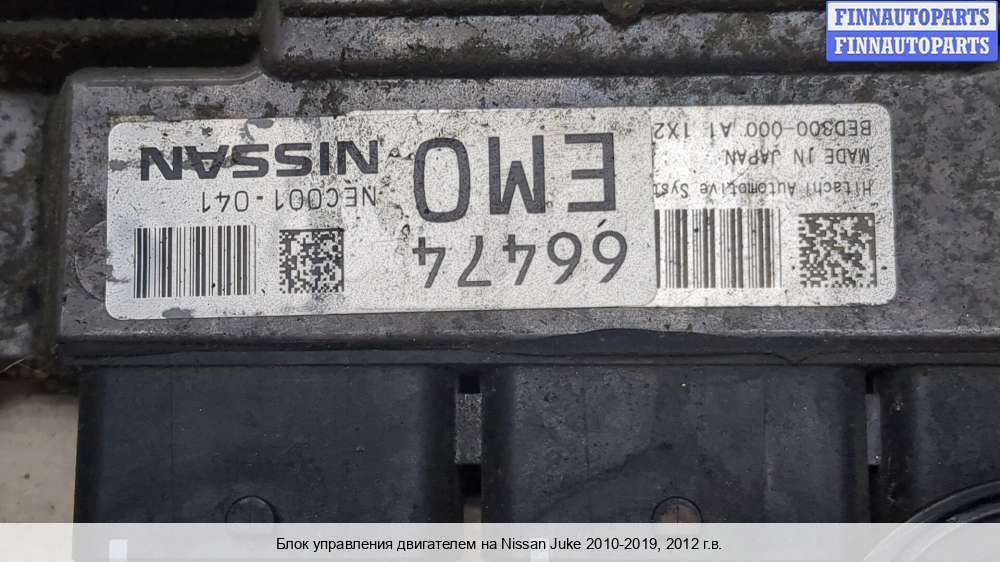 FINNAUTOPARTS
FINNAUTOPARTS
Hitachi Automotive Syst
MADE IN JAPAN
BED300-000 A1 1X2
66474
EMO
NEC001-041
NISSAN
Блок управления двигателем на Nissan Juke 2010-2019, 2012 г.в.